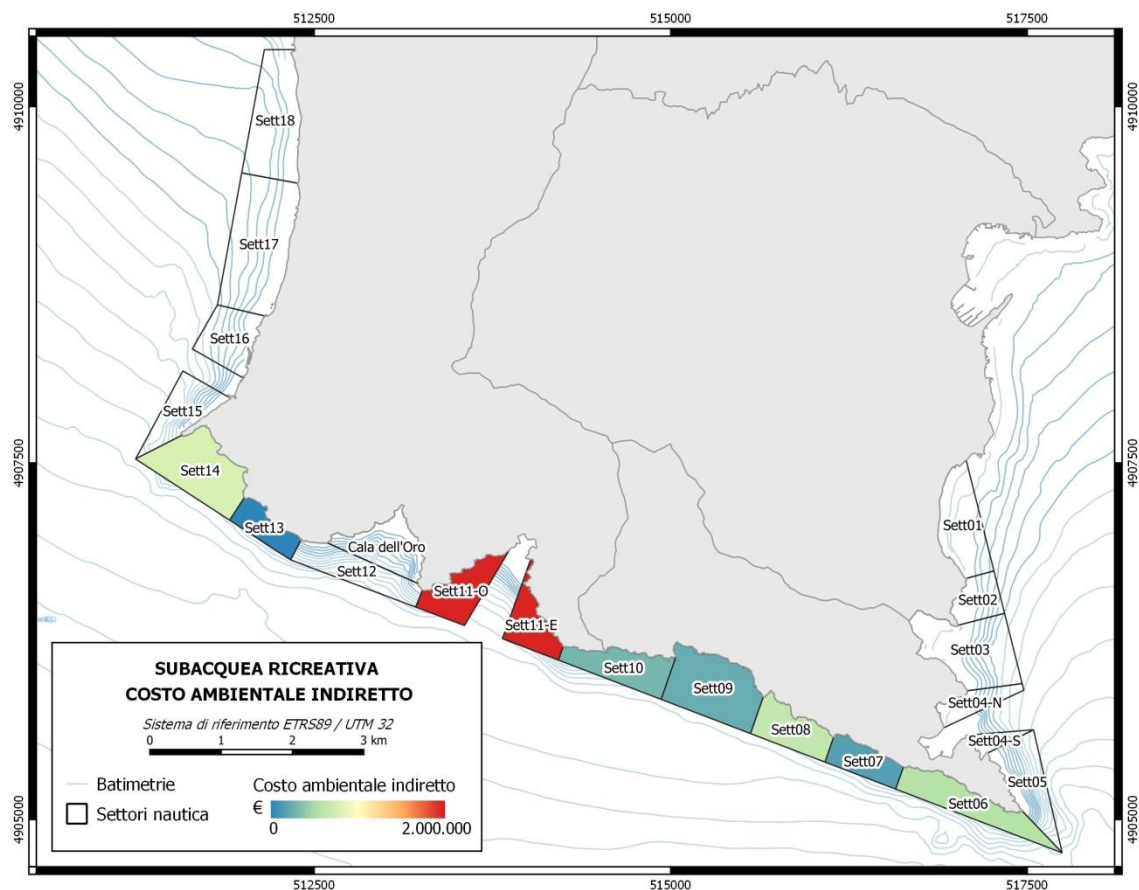 512500 515000 517500
4910000 4910000
Sett18
Sett17
Sett16
Sett15
4907500 4907500
Sett14
Sett13
Cala dell'Oro
Sett12
Sett11-O
Sett11-E
Sett10
Sett09
Sett08
Sett07
Sett06
Sett01
Sett02
Sett03
Sett04-N
Sett04-S
Sett05
SUBACQUEA RICREATIVA
COSTO AMBIENTALE INDIRETTO
Sistema di riferimento ETRS89 / UTM 32
0 1 2 3 km
Batimetrie
Settori nautica
Costo ambientale indiretto
€
0 2.000.000
4905000 4905000
512500 515000 517500